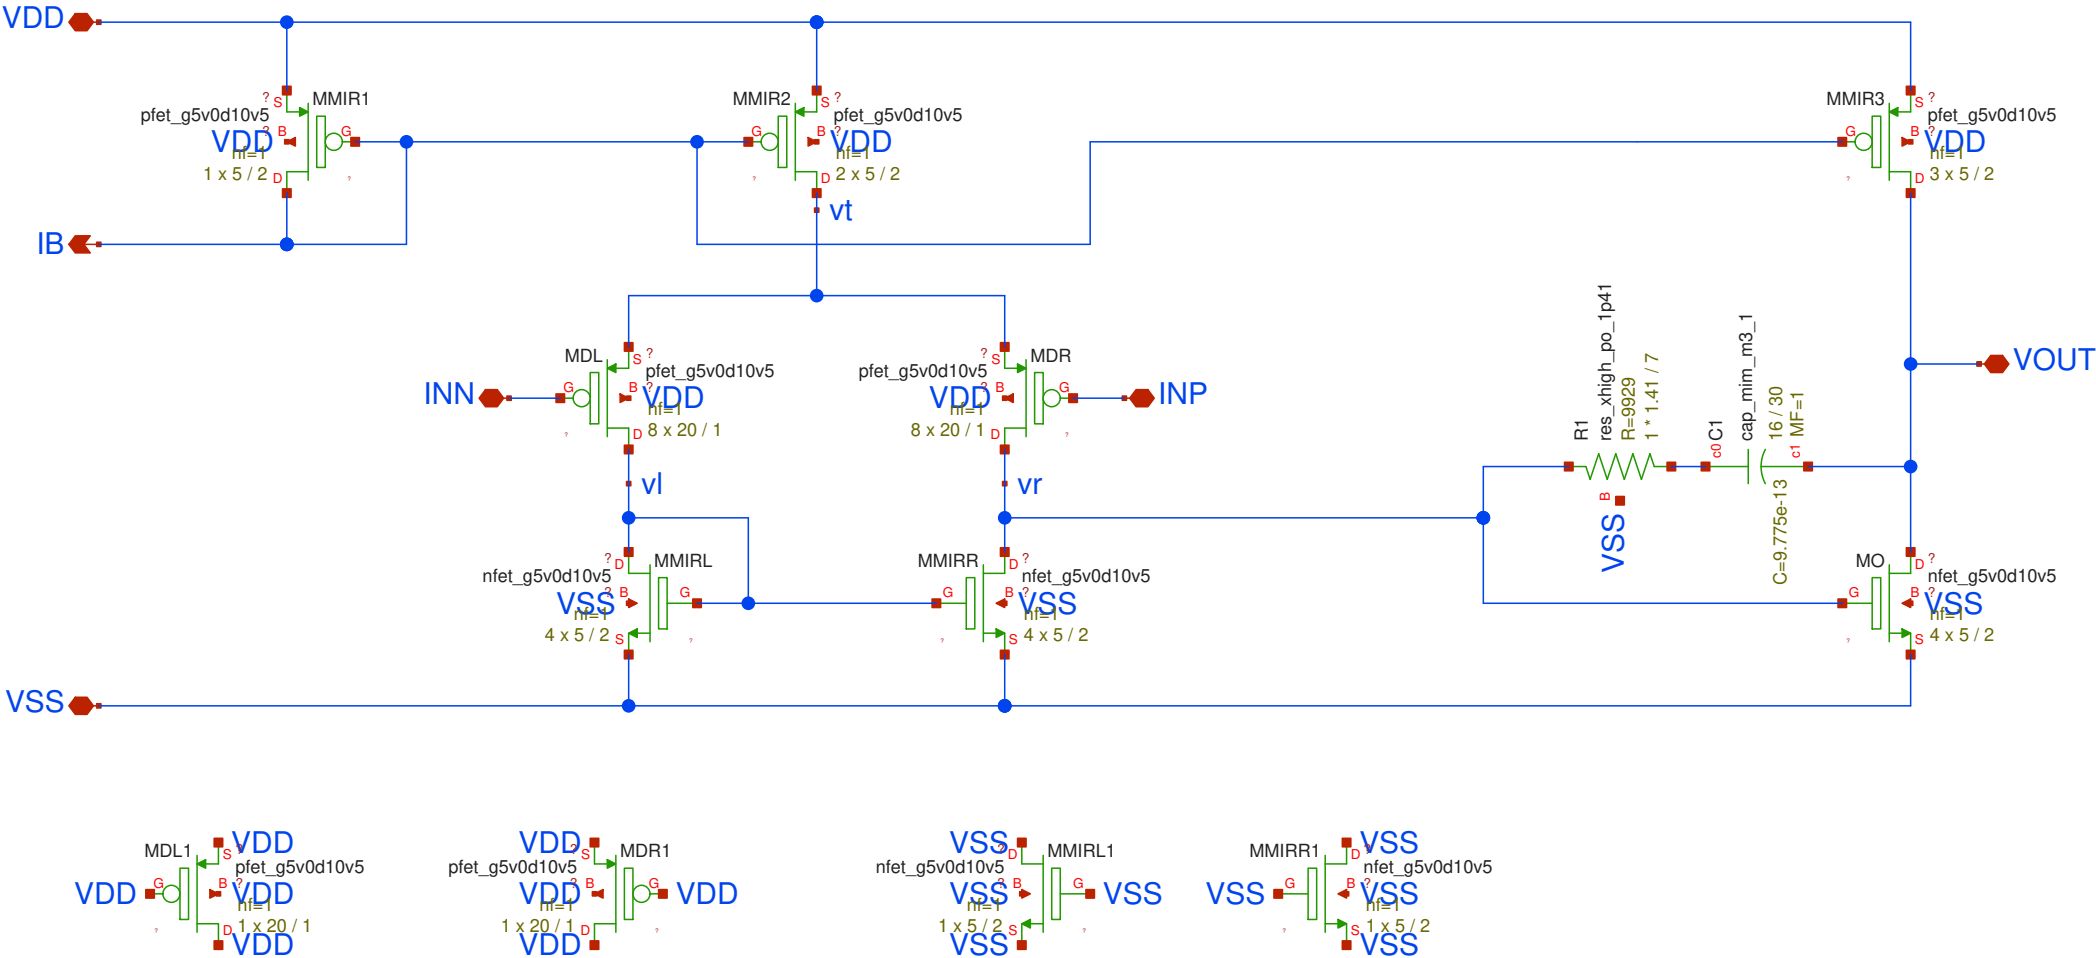 VDD
MMIR1
pfet_g5v0d10v5
S ?
B ?
VDD
G
nf=1
1 x 5 / 2
D
?
MMIR2
pfet_g5v0d10v5
S ?
B ?
VDD
G
nf=1
2 x 5 / 2
D
?
vt
MMIR3
pfet_g5v0d10v5
S ?
B ?
VDD
G
nf=1
3 x 5 / 2
D
?
IB
MDL
pfet_g5v0d10v5
S ?
INN
G
B ?
VDD
nf=1
8 x 20 / 1
D
?
vl
MDR
pfet_g5v0d10v5
S ?
B ?
VDD
G
INP
nf=1
8 x 20 / 1
D
?
vr
R1
res_xhigh_po_1p41
R=9929
1 * 1.41 / 7
B
VSS
C1
c0
cap_mim_m3_1
16 / 30
MF=1
c1
C=9.775e-13
VOUT
MMIRL
nfet_g5v0d10v5
D ?
B ?
VSS
G
nf=1
4 x 5 / 2
S
?
MMIRR
nfet_g5v0d10v5
D ?
B ?
VSS
G
nf=1
4 x 5 / 2
S
?
MO
nfet_g5v0d10v5
D ?
B ?
VSS
G
nf=1
4 x 5 / 2
S
?
VSS
MDL1
VDD
S ?
pfet_g5v0d10v5
VDD
G
B ?
VDD
nf=1
1 x 20 / 1
D
VDD
?
VDD
S ?
MDR1
pfet_g5v0d10v5
VDD
B ?
G
VDD
nf=1
1 x 20 / 1
D
VDD
?
VSS
D ?
MMIRL1
nfet_g5v0d10v5
VSS
B ?
G
VSS
nf=1
1 x 5 / 2
S
VSS
?
MMIRR1
VSS
D ?
nfet_g5v0d10v5
VSS
G
B ?
VSS
nf=1
1 x 5 / 2
S
VSS
?